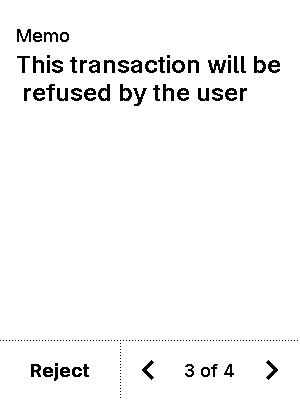 Memo
This transaction will be
refused by the user
Reject
3 of 4